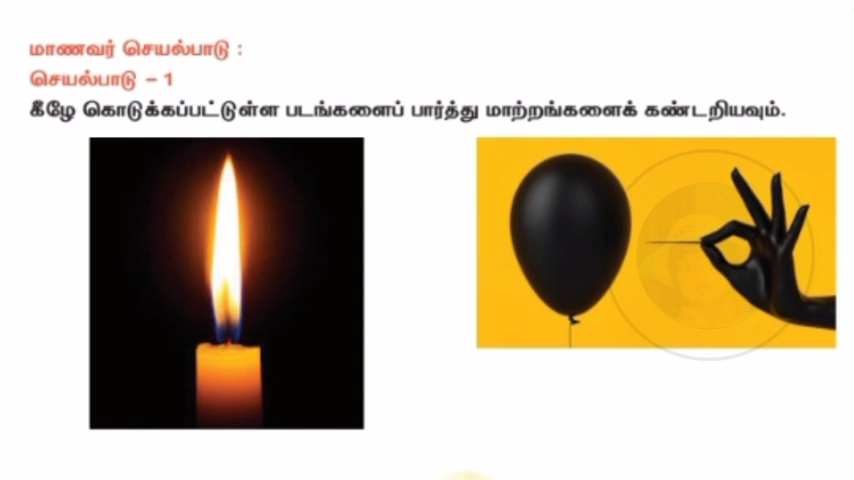 மாணவர் செயல்பாடு :
செயல்பாடு – 1
கீழே கொடுக்கப்பட்டுள்ள படங்களைப் பார்த்து மாற்றங்களைக் கண்டறியவும்.